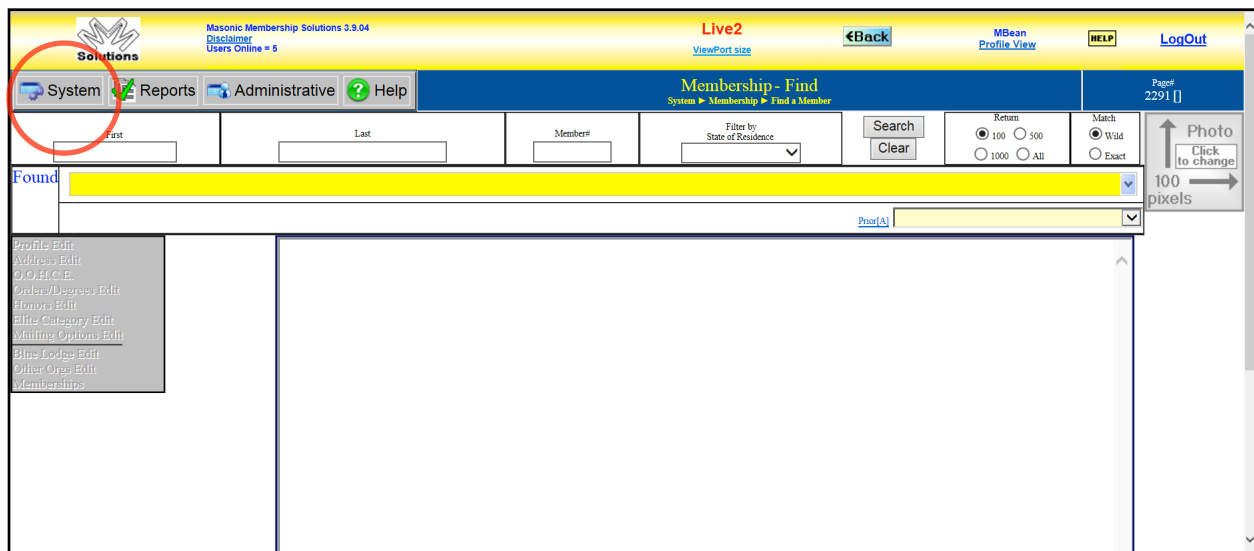 Solutions
Masonic Membership Solutions 3.9.04
Disclaimer
Users Online = 5
Live2
ViewPort size
Back
MBean
Profile View
HELP
LogOut
System Reports Administrative Help
Membership - Find
System ► Membership ► Find a Member
Page#
2291 []
First
Last
Member#
Filter by
State of Residence
Search
Clear
Return
100 500
1000 All
Match
Wild
Exact
Photo
Click
to change
100
pixels
Found
Prior[A]
Profile Edit
Address Edit
O.O.H.C.E.
Orders/Degrees Edit
Honors Edit
Elite Category Edit
Mailing Options Edit
Blue Lodge Edit
Other Orgs Edit
Memberships